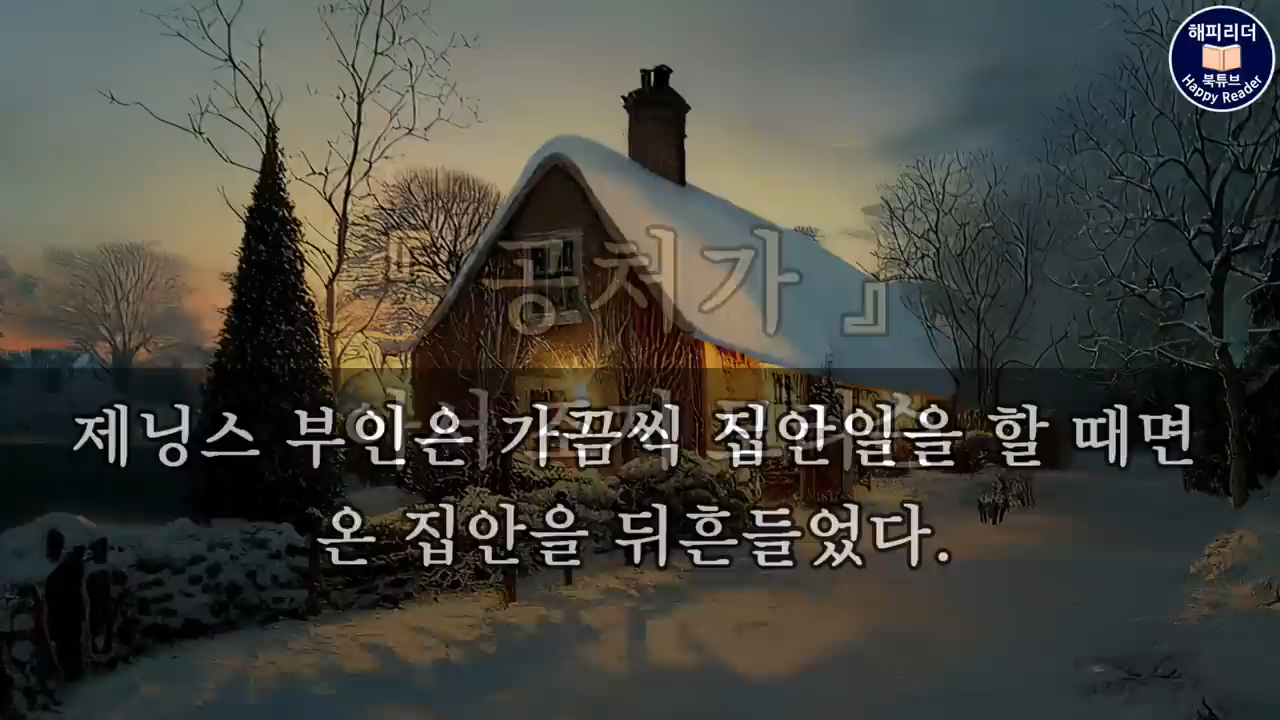 해피리더
북튜브
Happy Reader
『공처가』
제닝스 부인은 가끔씩 집안일을 할 때면
온 집안을 뒤흔들었다.